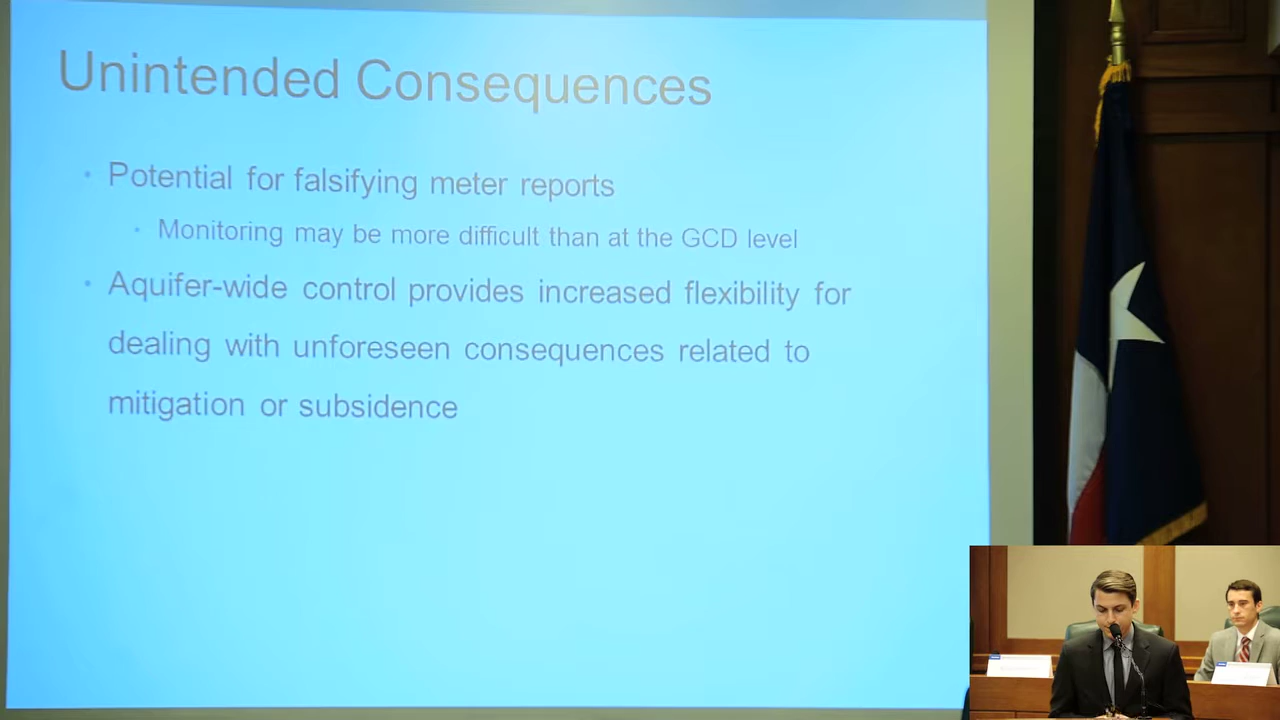 Unintended Consequences
• Potential for falsifying meter reports
• Monitoring may be more difficult than at the GCD level
• Aquifer-wide control provides increased flexibility for
dealing with unforeseen consequences related to
mitigation or subsidence